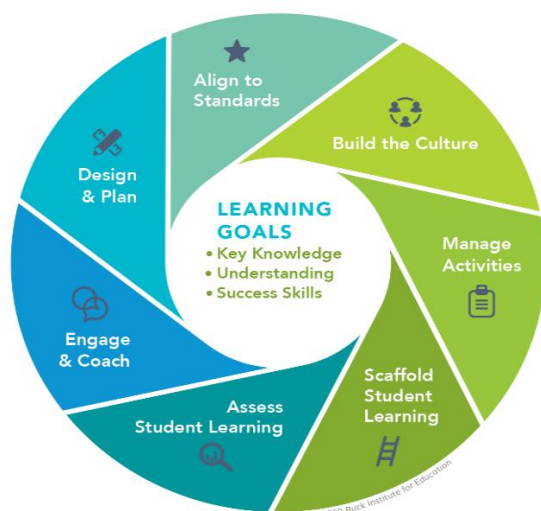 Align to
Standards
Build the Culture
Manage
Activities
Scaffold
Student
Learning
Assess
Student Learning
Engage
& Coach
Design
& Plan
LEARNING
GOALS
• Key Knowledge
• Understanding
• Success Skills
Buck Institute for Education